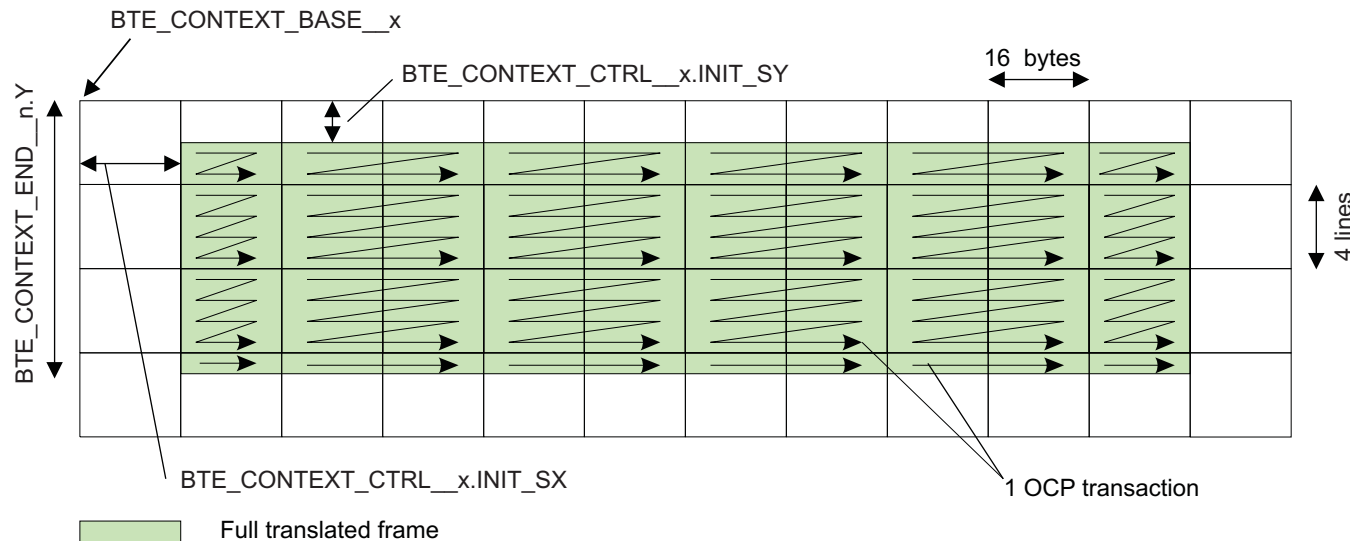 BTE_CONTEXT_BASE__x
16 bytes
BTE_CONTEXT_CTRL__x.INIT_SY
BTE_CONTEXT_END__n.Y
4 lines
BTE_CONTEXT_CTRL__x.INIT_SX
1 OCP transaction
Full translated frame